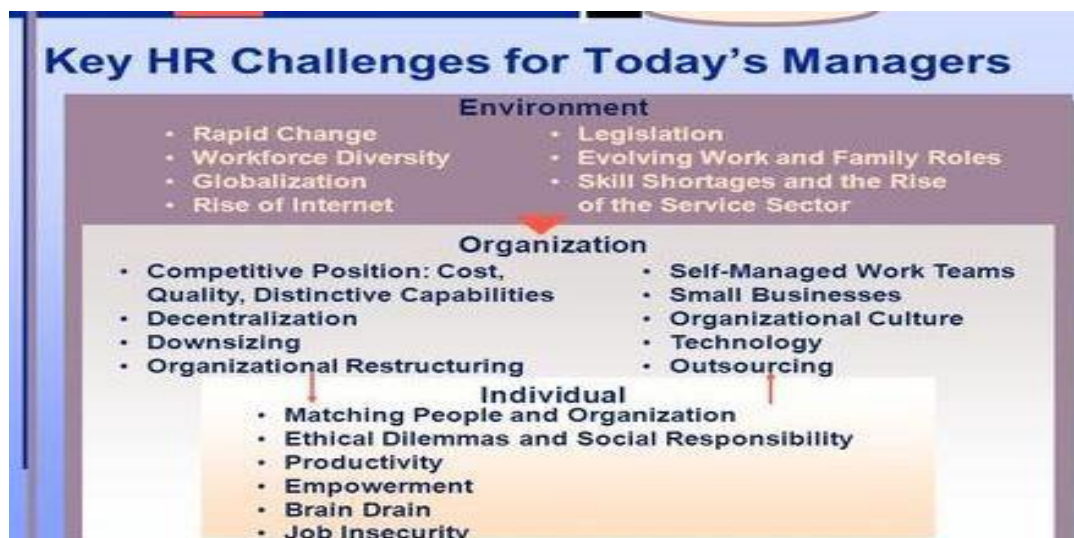 Key HR Challenges for Today's Managers
Environment
• Rapid Change
• Workforce Diversity
• Globalization
• Rise of Internet
• Legislation
• Evolving Work and Family Roles
• Skill Shortages and the Rise
of the Service Sector
Organization
• Competitive Position: Cost,
Quality, Distinctive Capabilities
• Decentralization
• Downsizing
• Organizational Restructuring
• Self-Managed Work Teams
• Small Businesses
• Organizational Culture
• Technology
• Outsourcing
Individual
• Matching People and Organization
• Ethical Dilemmas and Social Responsibility
• Productivity
• Empowerment
• Brain Drain
• Job Insecurity